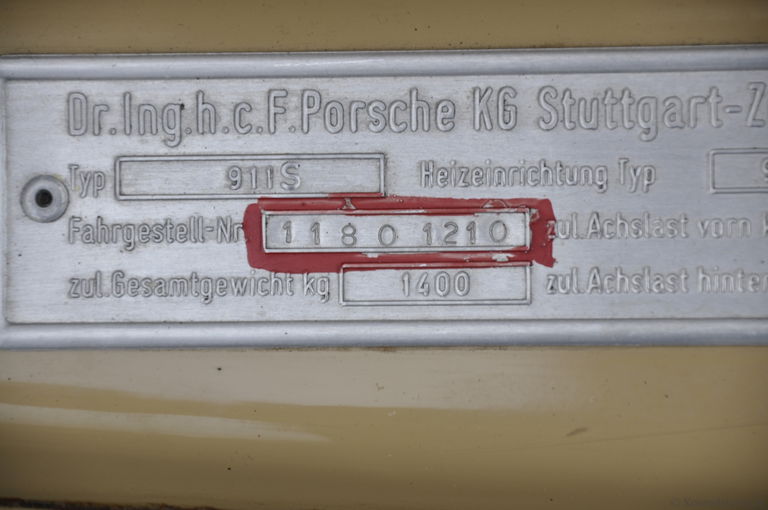 Dr.Ing.h.c.F.Porsche KG Stuttgart-Z
Typ 911S Heizeinrichtung Typ
Fahrgestell-Nr 1180 1210 zul.Achslast vorn k
zul.Gesamtgewicht kg 1400 zul.Achslast hinten